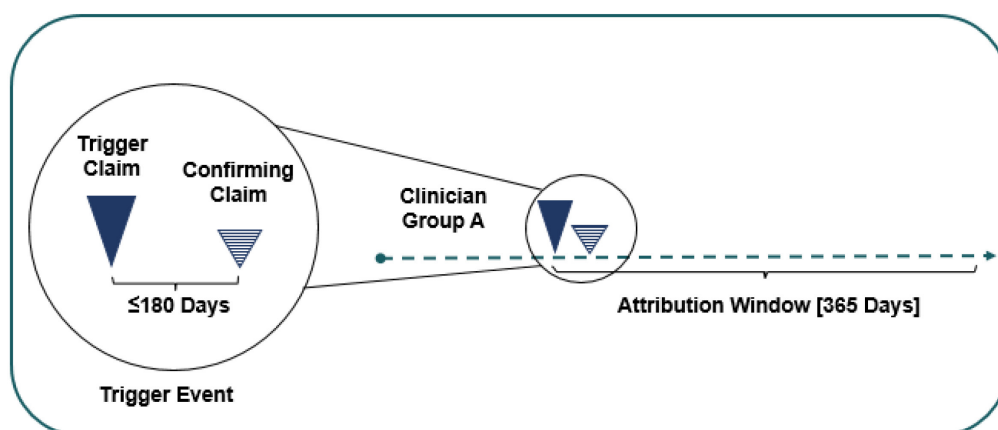 Trigger
Claim
Confirming
Claim
≤180 Days
Trigger Event
Clinician
Group A
Attribution Window [365 Days]